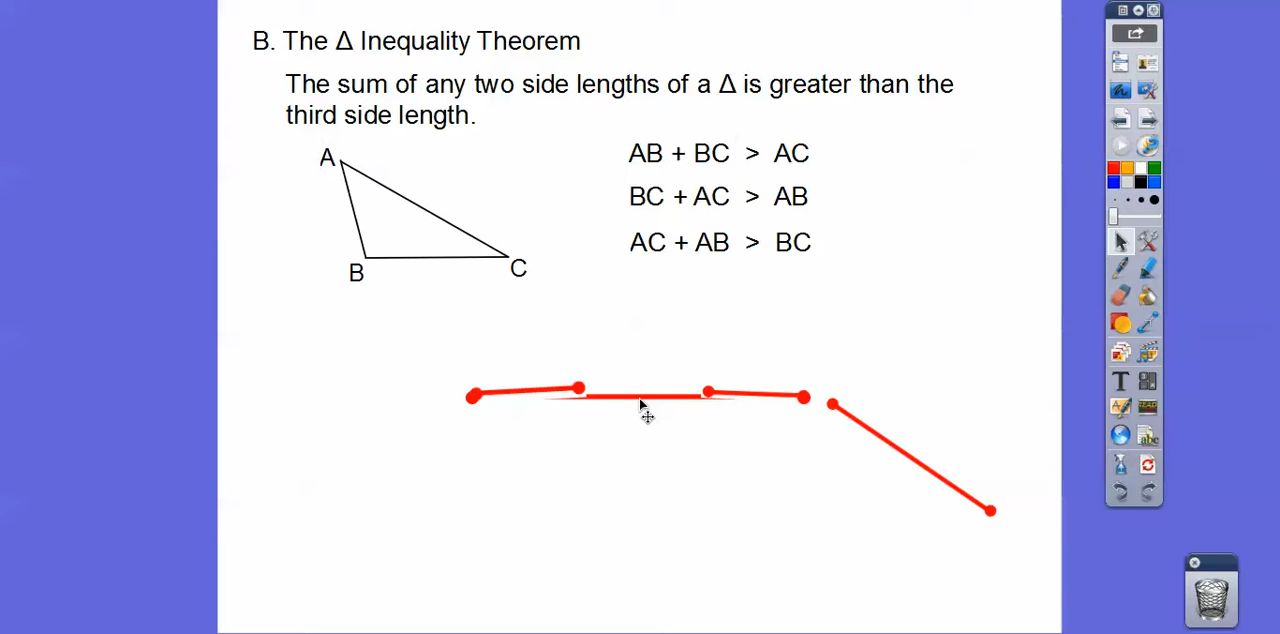 B. The Δ Inequality Theorem
The sum of any two side lengths of a Δ is greater than the
third side length.
A
B
C
AB + BC > AC
BC + AC > AB
AC + AB > BC
T
abc